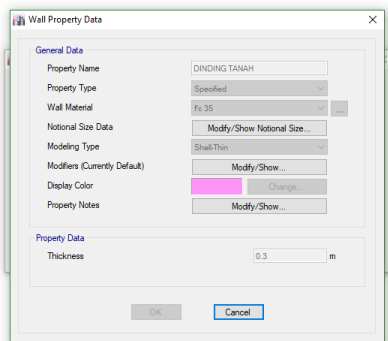 Wall Property Data
General Data
Property Name DINDING TANAH
Property Type Specified
Wall Material f'c 35 ...
Notional Size Data Modify/Show Notional Size...
Modeling Type Shell-Thin
Modifiers (Currently Default) Modify/Show...
Display Color Change...
Property Notes Modify/Show...
Property Data
Thickness 0.3 m
OK Cancel